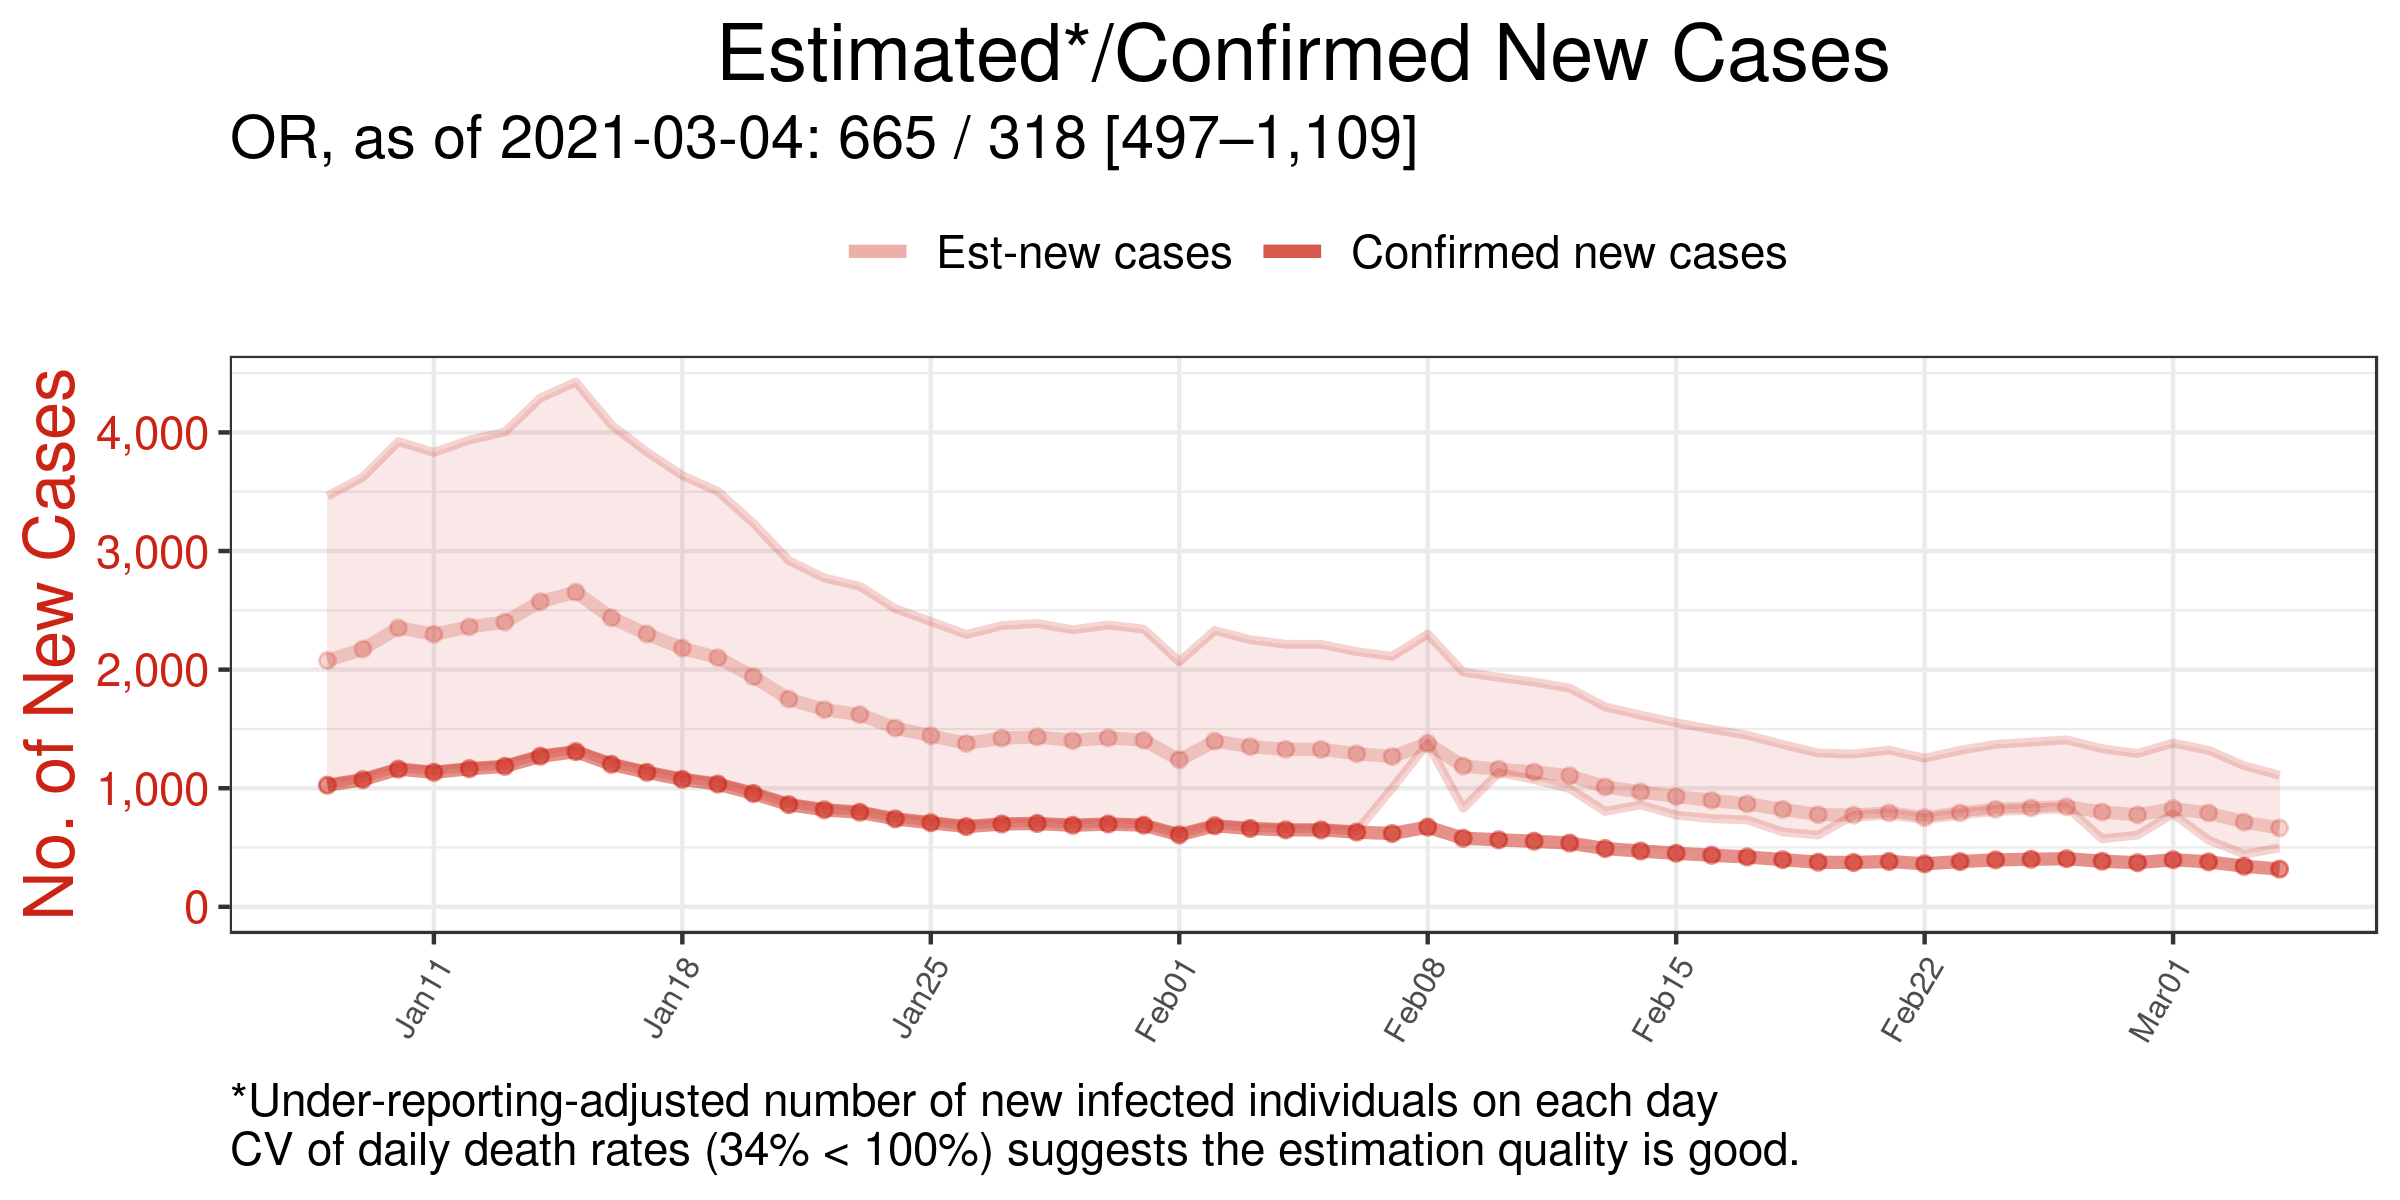 Estimated*/Confirmed New Cases
OR, as of 2021-03-04: 665 / 318 [497–1,109]
Est-new cases Confirmed new cases
No. of New Cases
4,000
3,000
2,000
1,000
0
Jan11 Jan18 Jan25 Feb01 Feb08 Feb15 Feb22 Mar01
*Under-reporting-adjusted number of new infected individuals on each day
CV of daily death rates (34% < 100%) suggests the estimation quality is good.